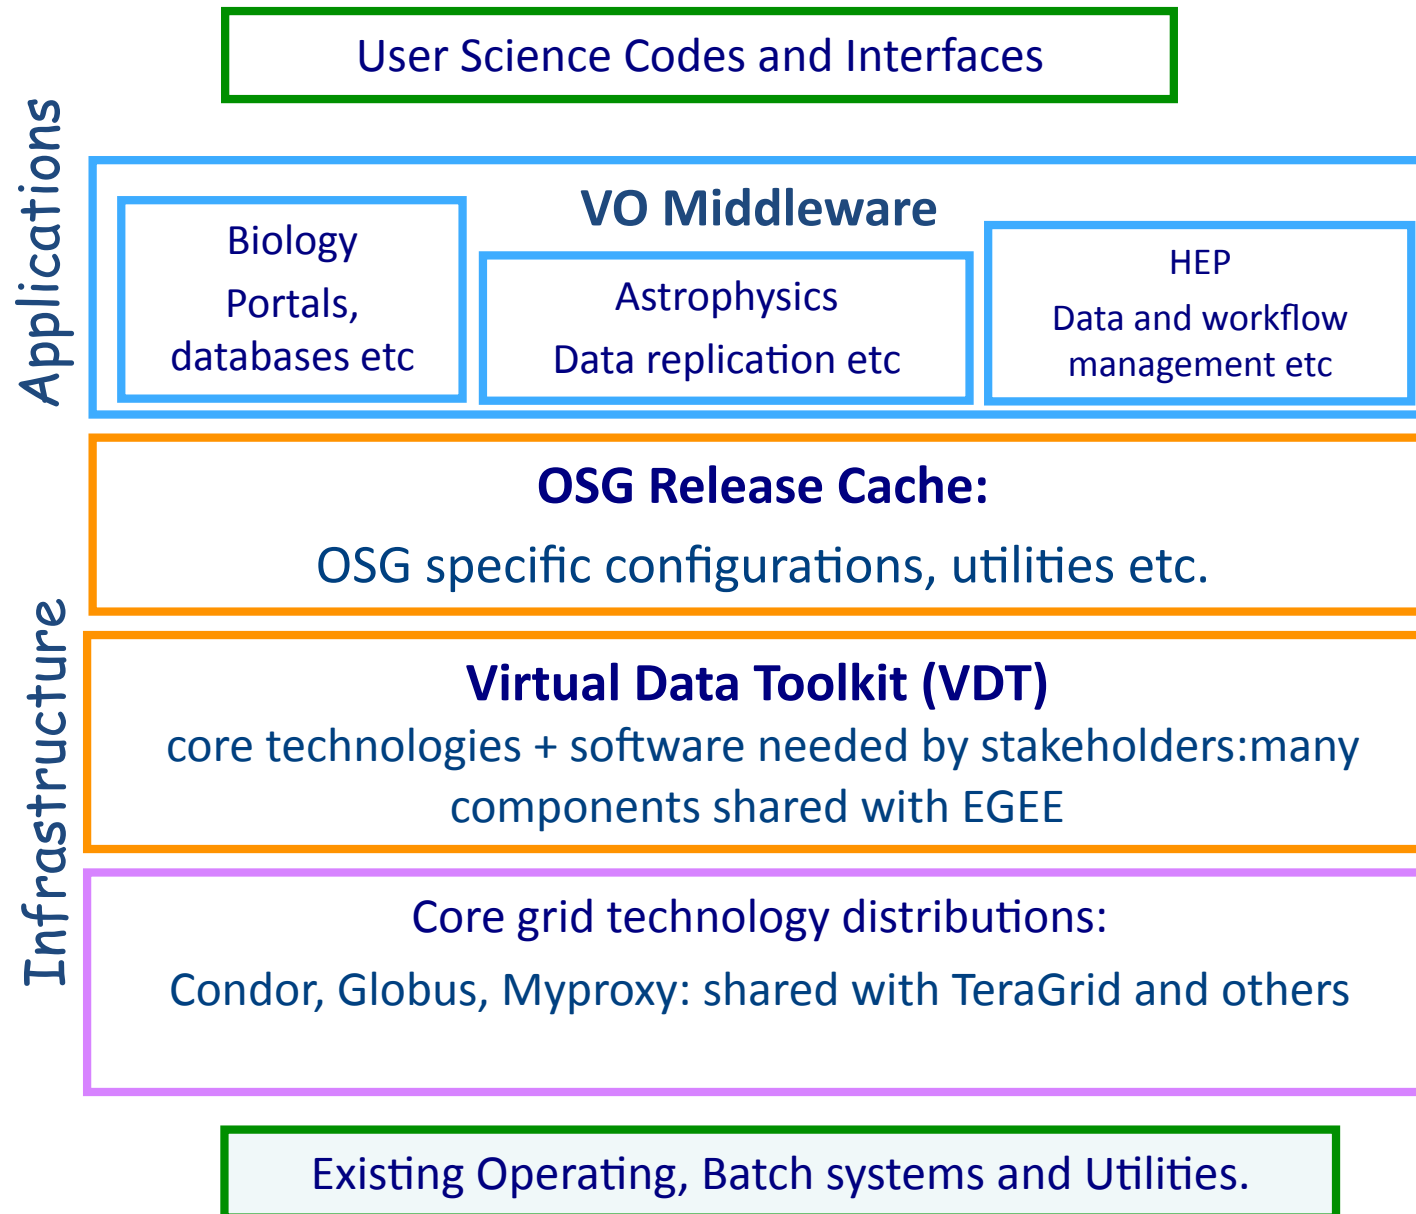 User Science Codes and Interfaces
Applications
VO Middleware
Biology
Portals,
databases etc
Astrophysics
Data replication etc
HEP
Data and workflow
management etc
OSG Release Cache:
OSG specific configurations, utilities etc.
Infrastructure
Virtual Data Toolkit (VDT)
core technologies + software needed by stakeholders:many
components shared with EGEE
Core grid technology distributions:
Condor, Globus, Myproxy: shared with TeraGrid and others
Existing Operating, Batch systems and Utilities.